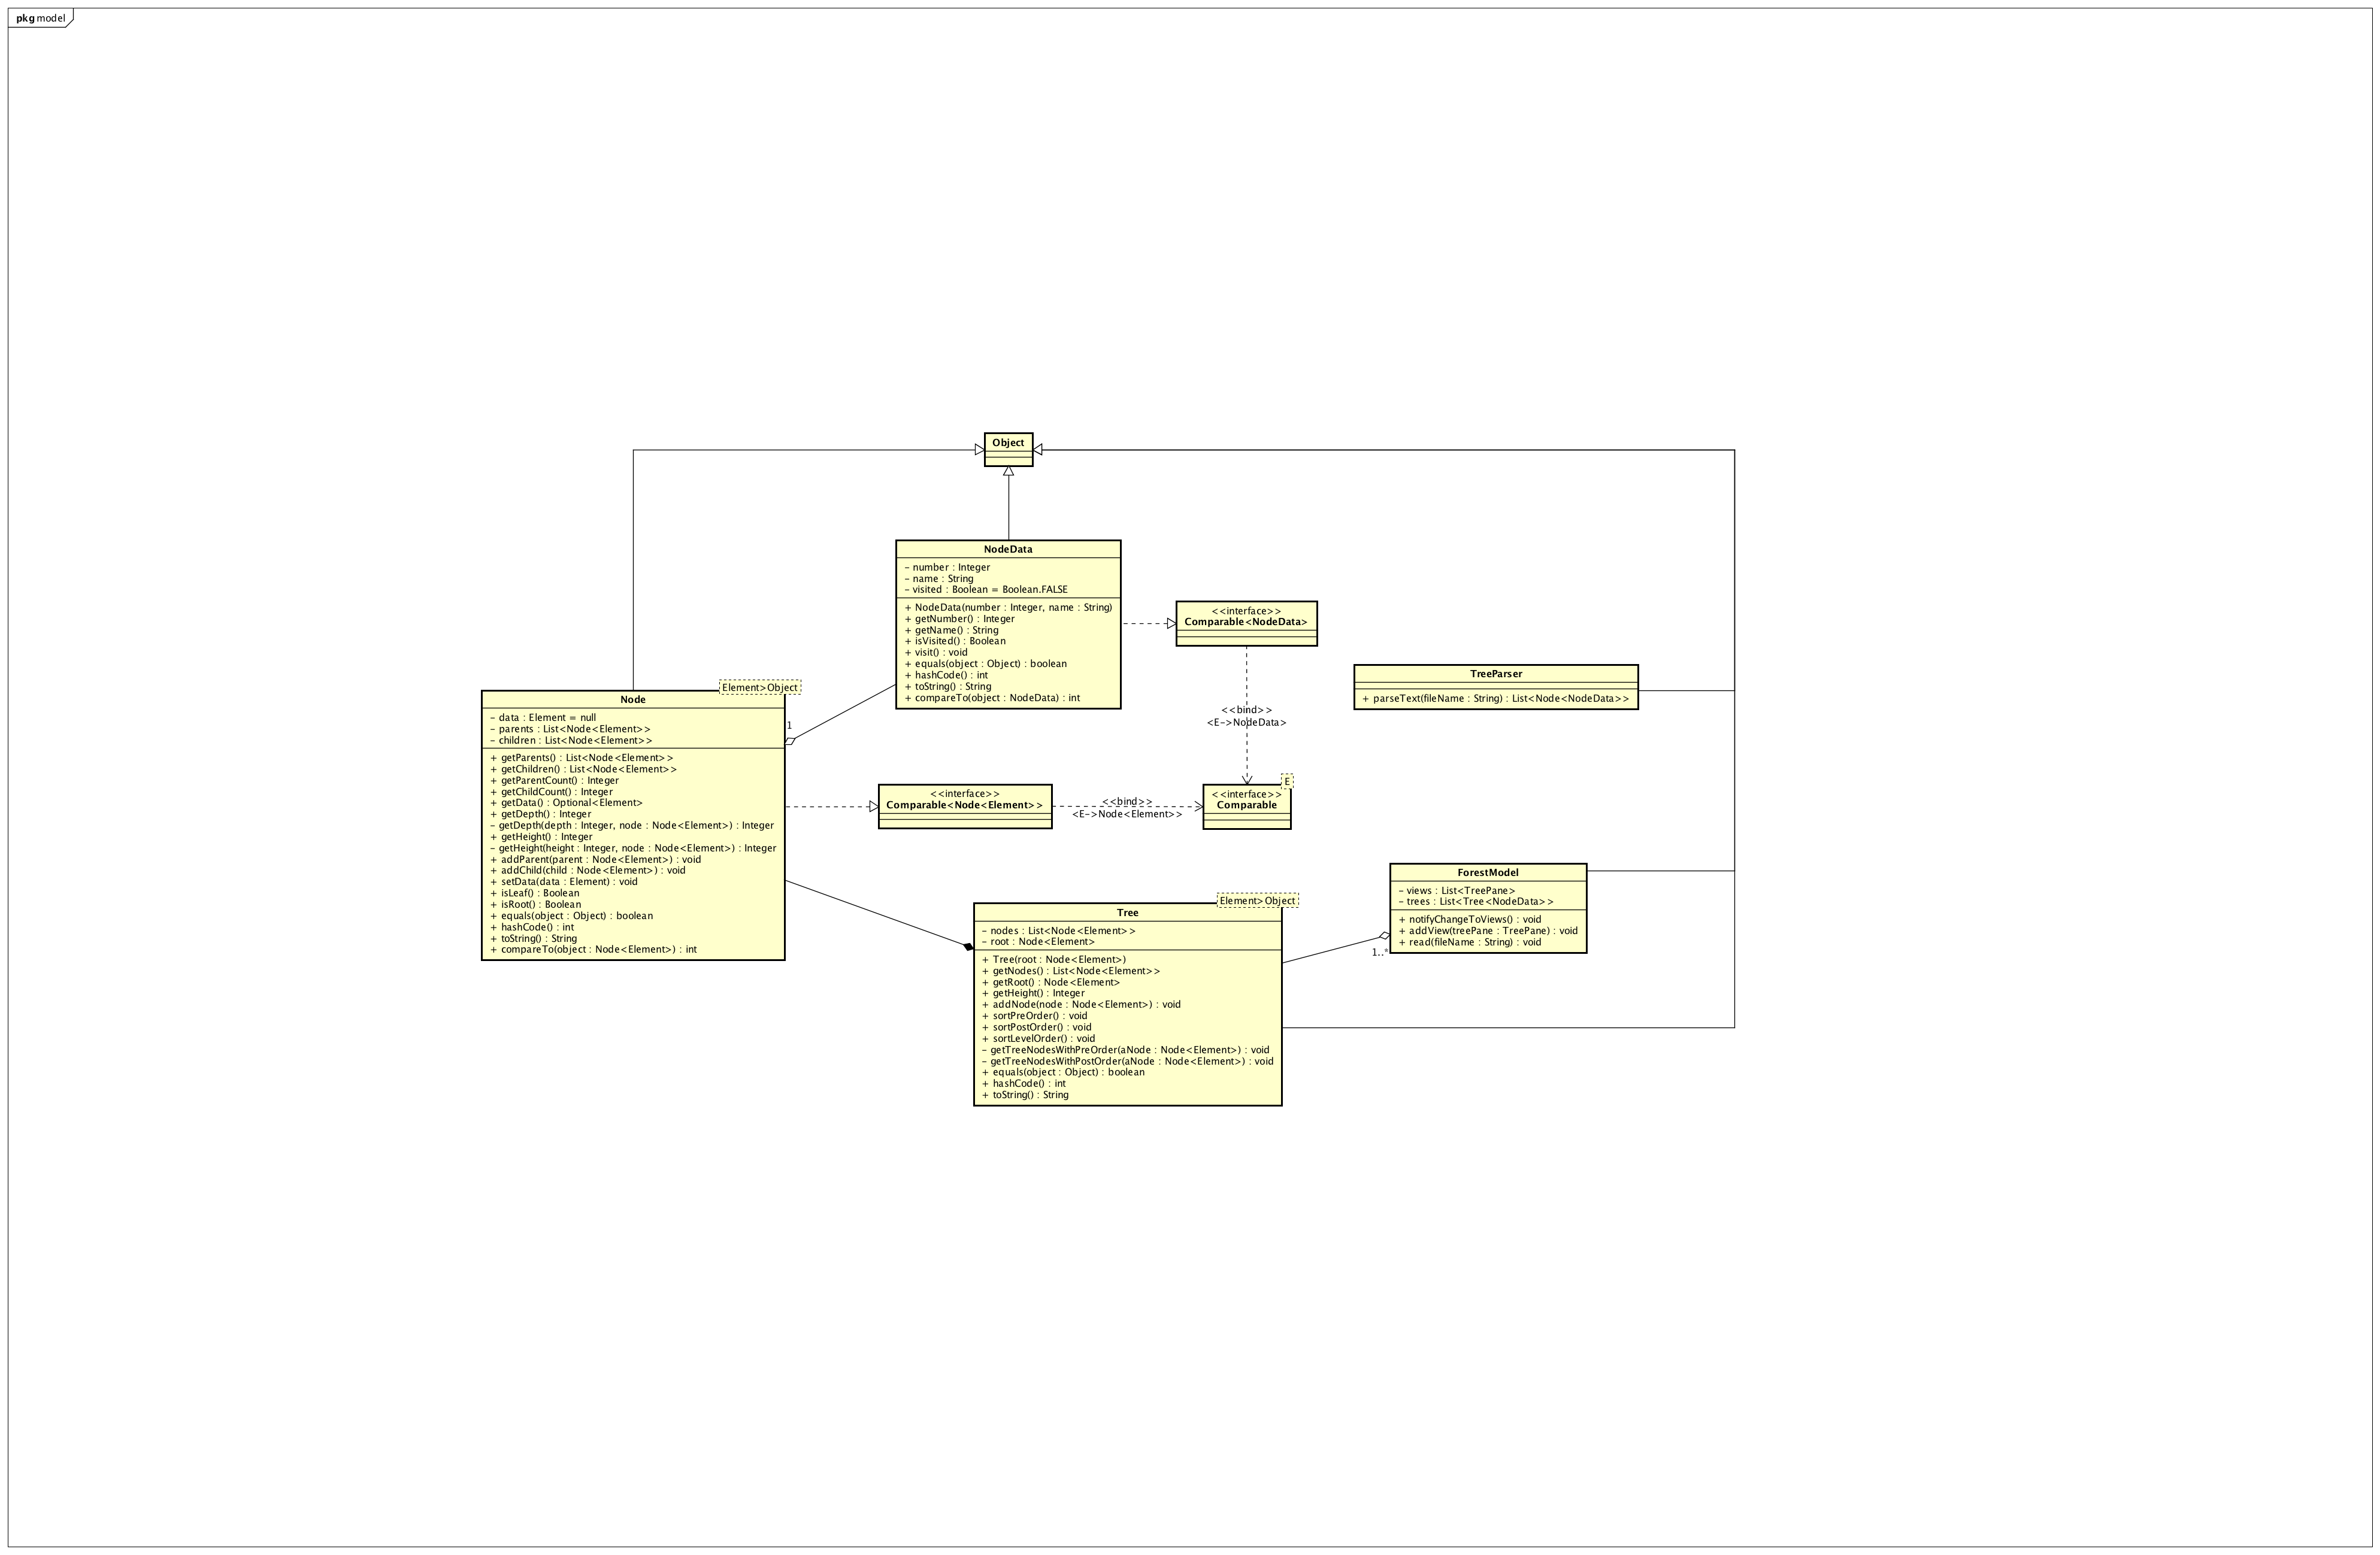 pkg model
Object
NodeData
– number : Integer
– name : String
– visited : Boolean = Boolean.FALSE
+ NodeData(number : Integer, name : String)
+ getNumber() : Integer
+ getName() : String
+ isVisited() : Boolean
+ visit() : void
+ equals(object : Object) : boolean
+ hashCode() : int
+ toString() : String
+ compareTo(object : NodeData) : int
<<interface>>
Comparable<NodeData>
<<bind>>
<E->NodeData>
TreeParser
+ parseText(fileName : String) : List<Node<NodeData>>
Element>Object
Node
– data : Element = null
– parents : List<Node<Element>>
– children : List<Node<Element>>
+ getParents() : List<Node<Element>>
+ getChildren() : List<Node<Element>>
+ getParentCount() : Integer
+ getChildCount() : Integer
+ getData() : Optional<Element>
+ getDepth() : Integer
– getDepth(depth : Integer, node : Node<Element>) : Integer
+ getHeight() : Integer
– getHeight(height : Integer, node : Node<Element>) : Integer
+ addParent(parent : Node<Element>) : void
+ addChild(child : Node<Element>) : void
+ setData(data : Element) : void
+ isLeaf() : Boolean
+ isRoot() : Boolean
+ equals(object : Object) : boolean
+ hashCode() : int
+ toString() : String
+ compareTo(object : Node<Element>) : int
1
<<interface>>
Comparable<Node<Element>>
<<bind>>
<E->Node<Element>>
E
<<interface>>
Comparable
ForestModel
– views : List<TreePane>
– trees : List<Tree<NodeData>>
+ notifyChangeToViews() : void
+ addView(treePane : TreePane) : void
+ read(fileName : String) : void
1..*
Element>Object
Tree
– nodes : List<Node<Element>>
– root : Node<Element>
+ Tree(root : Node<Element>)
+ getNodes() : List<Node<Element>>
+ getRoot() : Node<Element>
+ getHeight() : Integer
+ addNode(node : Node<Element>) : void
+ sortPreOrder() : void
+ sortPostOrder() : void
+ sortLevelOrder() : void
– getTreeNodesWithPreOrder(aNode : Node<Element>) : void
– getTreeNodesWithPostOrder(aNode : Node<Element>) : void
+ equals(object : Object) : boolean
+ hashCode() : int
+ toString() : String